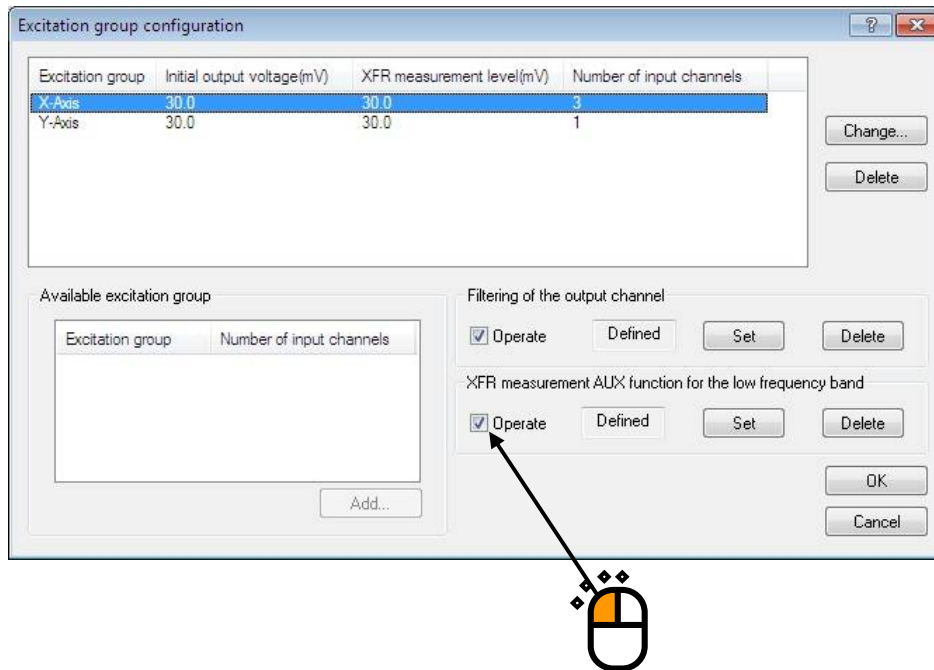 Excitation group configuration
Excitation group Initial output voltage(mV) XFR measurement level(mV) Number of input channels
X-Axis 30.0 30.0 3
Y-Axis 30.0 30.0 1
Change...
Delete
Available excitation group
Excitation group Number of input channels
Add...
Filtering of the output channel
Operate Defined Set Delete
XFR measurement AUX function for the low frequency band
Operate Defined Set Delete
OK
Cancel